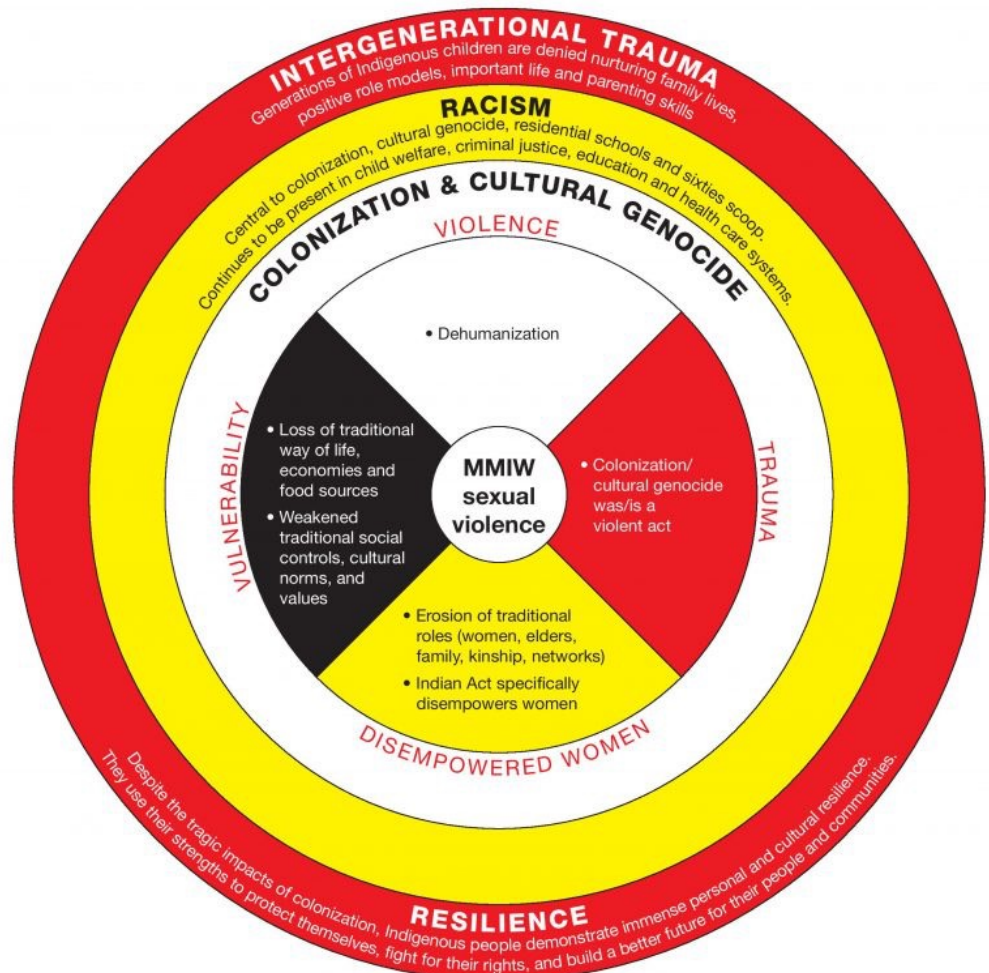 INTERGENERATIONAL TRAUMA
Generations of Indigenous children are denied nurturing family lives,
positive role models, important life and parenting skills
RACISM
Central to colonization, cultural genocide, residential schools and sixties scoop.
Continues to be present in child welfare, criminal justice, education and health care systems.
COLONIZATION & CULTURAL GENOCIDE
VIOLENCE
• Dehumanization
VULNERABILITY
• Loss of traditional
way of life,
economies and
food sources
• Weakened
traditional social
controls, cultural
norms, and
values
MMIW
sexual
violence
• Colonization/
cultural genocide
was/is a
violent act
TRAUMA
• Erosion of traditional
roles (women, elders,
family, kinship, networks)
• Indian Act specifically
disempowers women
DISEMPOWERED WOMEN
RESILIENCE
Despite the tragic impacts of colonization, Indigenous people demonstrate immense personal and cultural resilience.
They use their strengths to protect themselves, fight for their rights, and build a better future for their people and communities.